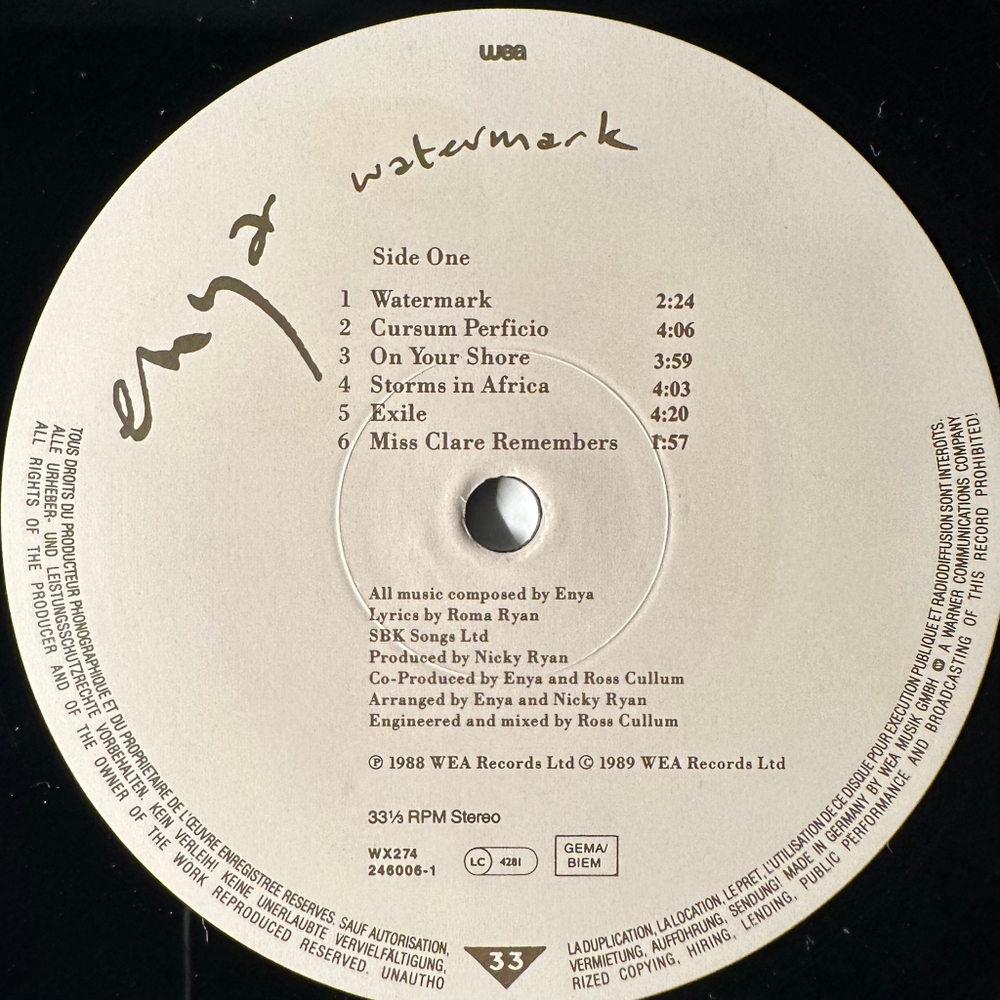 wea
watermark
enya
Side One
1 Watermark 2:24
2 Cursum Perficio 4:06
3 On Your Shore 3:59
4 Storms in Africa 4:03
5 Exile 4:20
6 Miss Clare Remembers 1:57
All music composed by Enya
Lyrics by Roma Ryan
SBK Songs Ltd
Produced by Nicky Ryan
Co-Produced by Enya and Ross Cullum
Arranged by Enya and Nicky Ryan
Engineered and mixed by Ross Cullum
℗ 1988 WEA Records Ltd © 1989 WEA Records Ltd
33⅓ RPM Stereo
WX274
246006-1
LC 4281
GEMA/
BIEM
TOUS DROITS DU PRODUCTEUR PHONOGRAPHIQUE ET DU PROPRIETAIRE DE L'ŒUVRE ENREGISTREE RESERVES. SAUF AUTORISATION,
ALLE URHEBER- UND LEISTUNGSSCHUTZRECHTE VORBEHALTEN. KEIN VERLEIH! KEINE UNERLAUBTE VERVIELFÄLTIGUNG,
ALL RIGHTS OF THE PRODUCER AND OF THE OWNER OF THE WORK REPRODUCED RESERVED. UNAUTHO
33
LA DUPLICATION, LA LOCATION, LE PRET, L'UTILISATION DE CE DISQUE POUR EXECUTION PUBLIQUE ET RADIODIFFUSION SONT INTERDITS.
VERMIETUNG, AUFFÜHRUNG, SENDUNG! MADE IN GERMANY BY WEA MUSIK GMBH A WARNER COMMUNICATIONS COMPANY
RIZED COPYING, HIRING, LENDING, PUBLIC PERFORMANCE AND BROADCASTING OF THIS RECORD PROHIBITED!